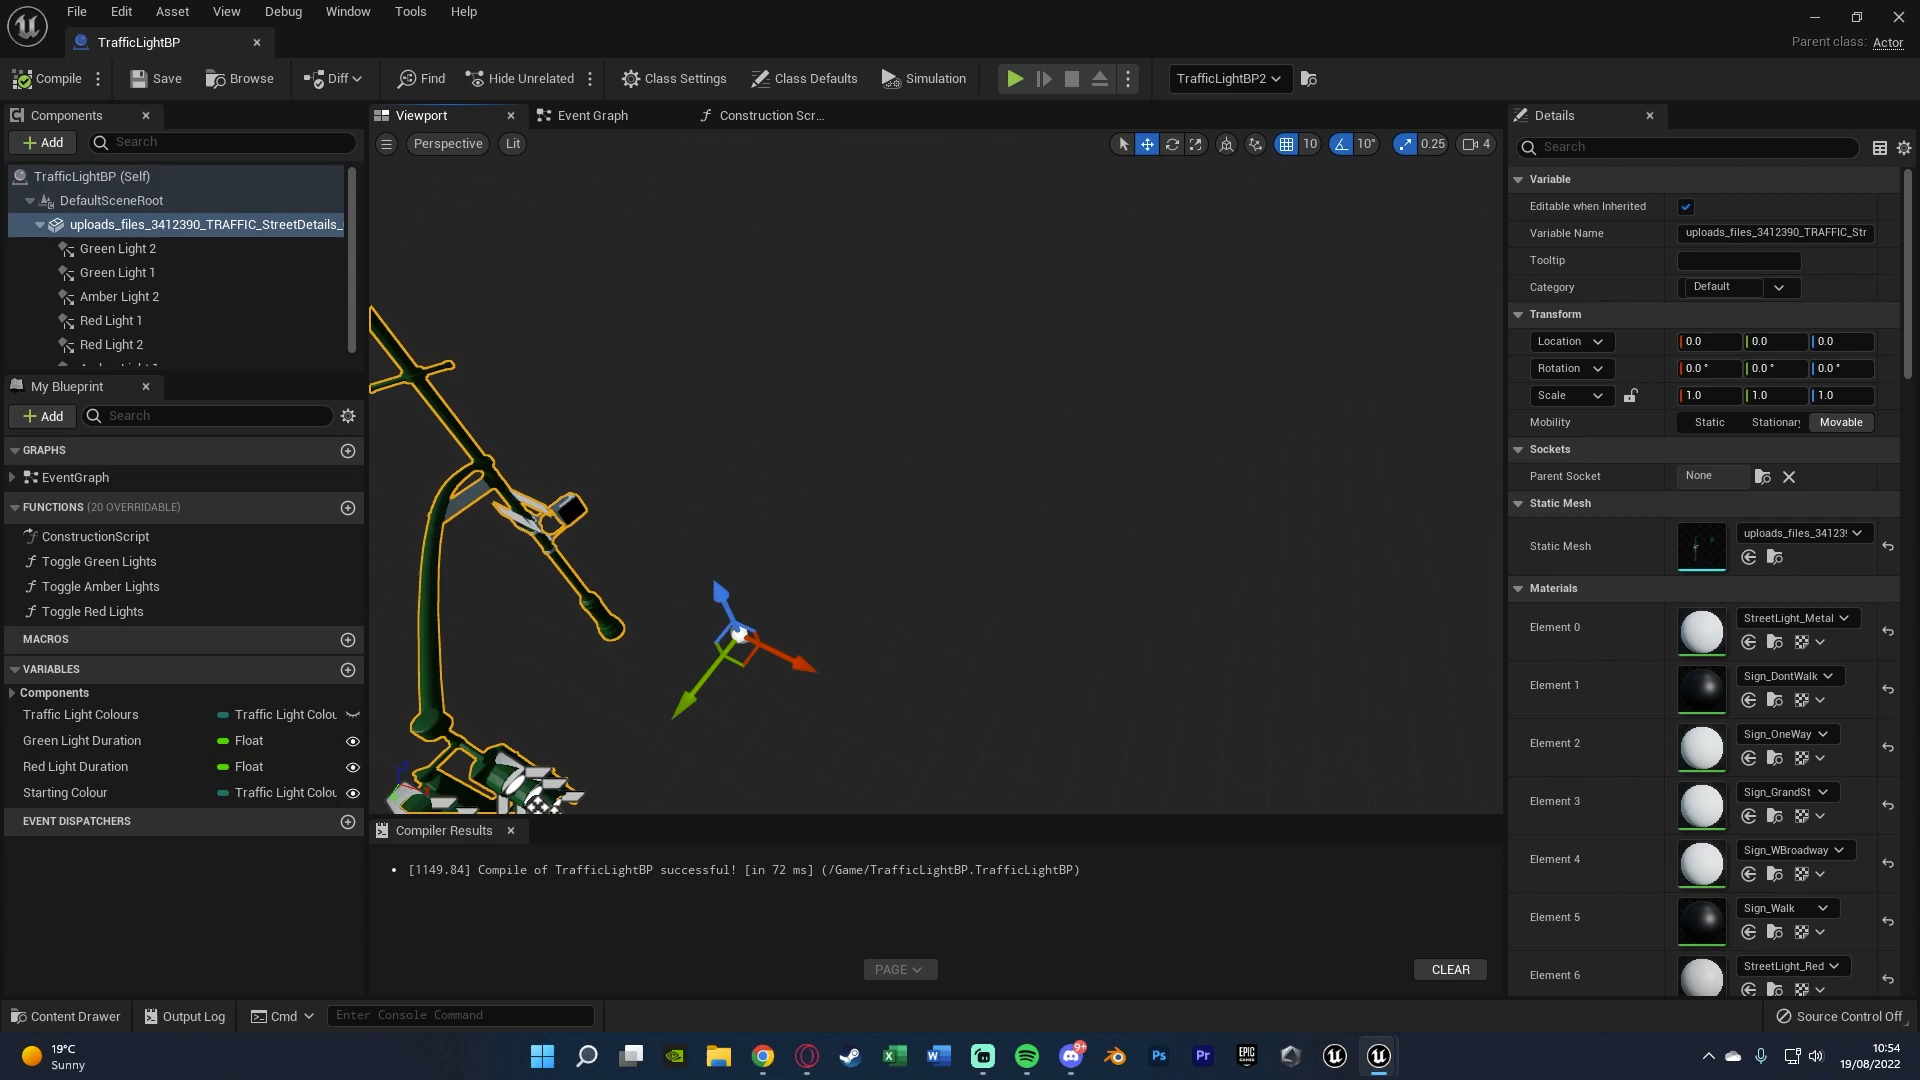 File Edit Asset View Debug Window Tools Help
TrafficLightBP
Parent class: Actor
Compile Save Browse Diff Find Hide Unrelated Class Settings Class Defaults Simulation TrafficLightBP2
Components
Add Search
TrafficLightBP (Self)
DefaultSceneRoot
uploads_files_3412390_TRAFFIC_StreetDetails_
Green Light 2
Green Light 1
Amber Light 2
Red Light 1
Red Light 2
My Blueprint
Add Search
GRAPHS
EventGraph
FUNCTIONS (20 OVERRIDABLE)
ConstructionScript
Toggle Green Lights
Toggle Amber Lights
Toggle Red Lights
MACROS
VARIABLES
Components
Traffic Light Colours Traffic Light Colou
Green Light Duration Float
Red Light Duration Float
Starting Colour Traffic Light Colou
EVENT DISPATCHERS
Viewport Event Graph Construction Scr...
Perspective Lit 10 10° 0.25 4
Compiler Results
[1149.84] Compile of TrafficLightBP successful! [in 72 ms] (/Game/TrafficLightBP.TrafficLightBP)
PAGE CLEAR
Details
Search
Variable
Editable when Inherited
Variable Name uploads_files_3412390_TRAFFIC_Str
Tooltip
Category Default
Transform
Location 0.0 0.0 0.0
Rotation 0.0 ° 0.0 ° 0.0 °
Scale 1.0 1.0 1.0
Mobility Static Stationary Movable
Sockets
Parent Socket None
Static Mesh
Static Mesh uploads_files_34123
Materials
Element 0 StreetLight_Metal
Element 1 Sign_DontWalk
Element 2 Sign_OneWay
Element 3 Sign_GrandSt
Element 4 Sign_WBroadway
Element 5 Sign_Walk
Element 6 StreetLight_Red
Content Drawer Output Log Cmd Enter Console Command Source Control Off
19°C
Sunny
9+
Ps
Pr
EPIC
GAMES
10:54
19/08/2022